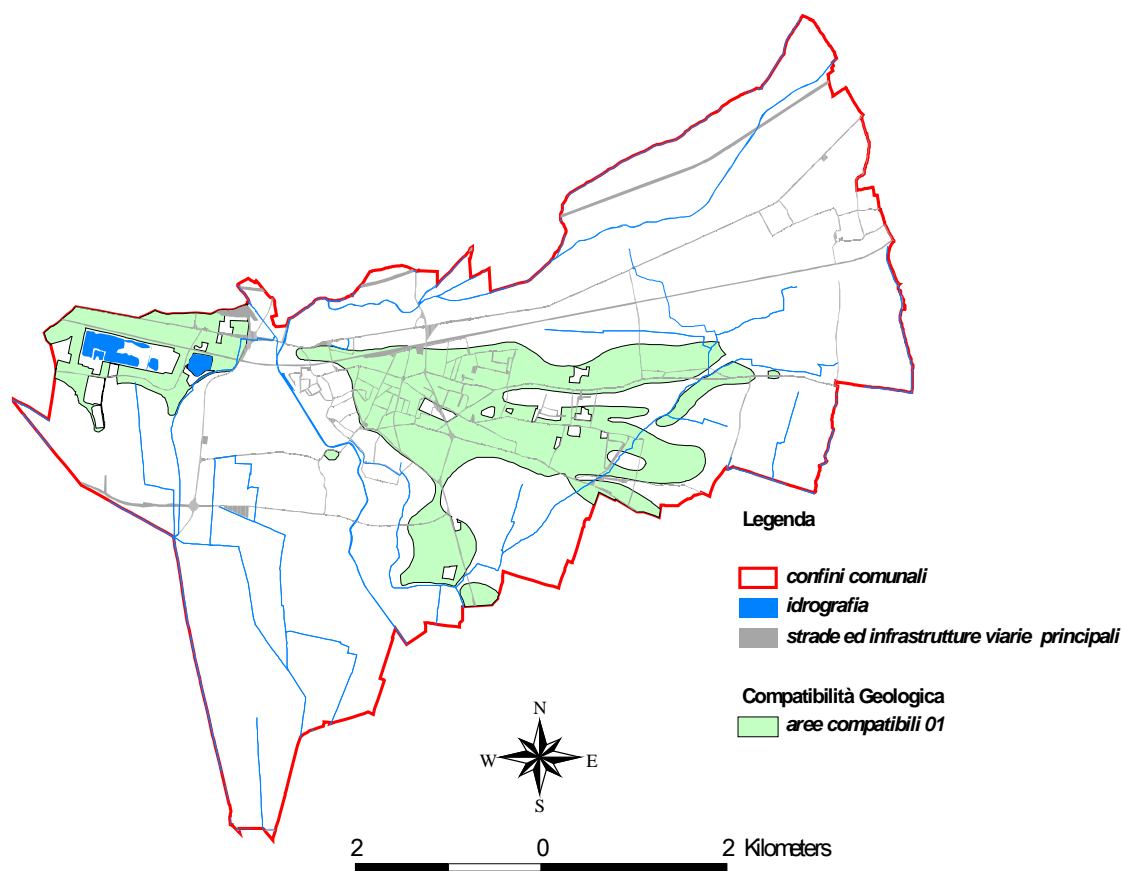 Legenda
confini comunali
idrografia
strade ed infrastrutture viarie principali
Compatibilità Geologica
aree compatibili 01
N
W E
S
2 0 2 Kilometers